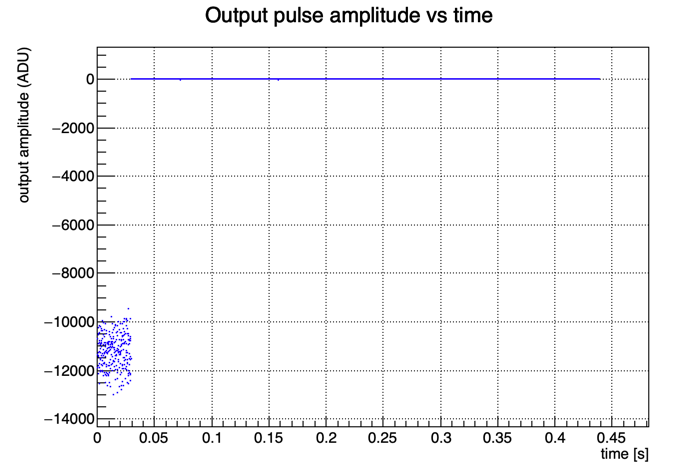 Output pulse amplitude vs time
output amplitude (ADU)
0
−2000
−4000
−6000
−8000
−10000
−12000
−14000
0 0.05 0.1 0.15 0.2 0.25 0.3 0.35 0.4 0.45
time [s]